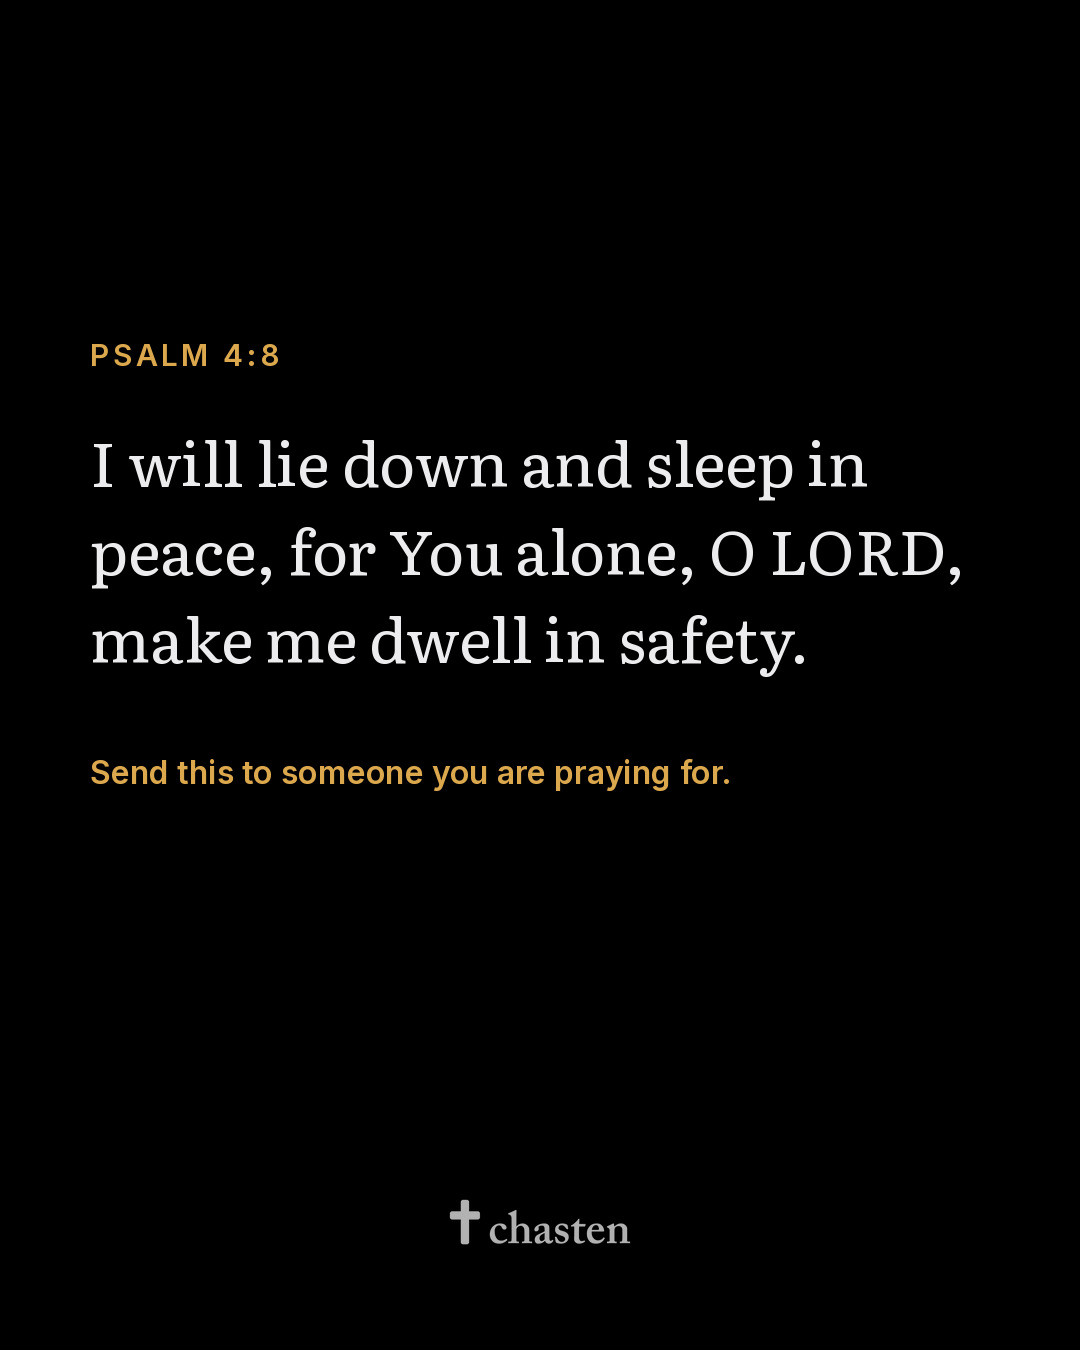 PSALM 4:8
I will lie down and sleep in
peace, for You alone, O LORD,
make me dwell in safety.
Send this to someone you are praying for.
chasten